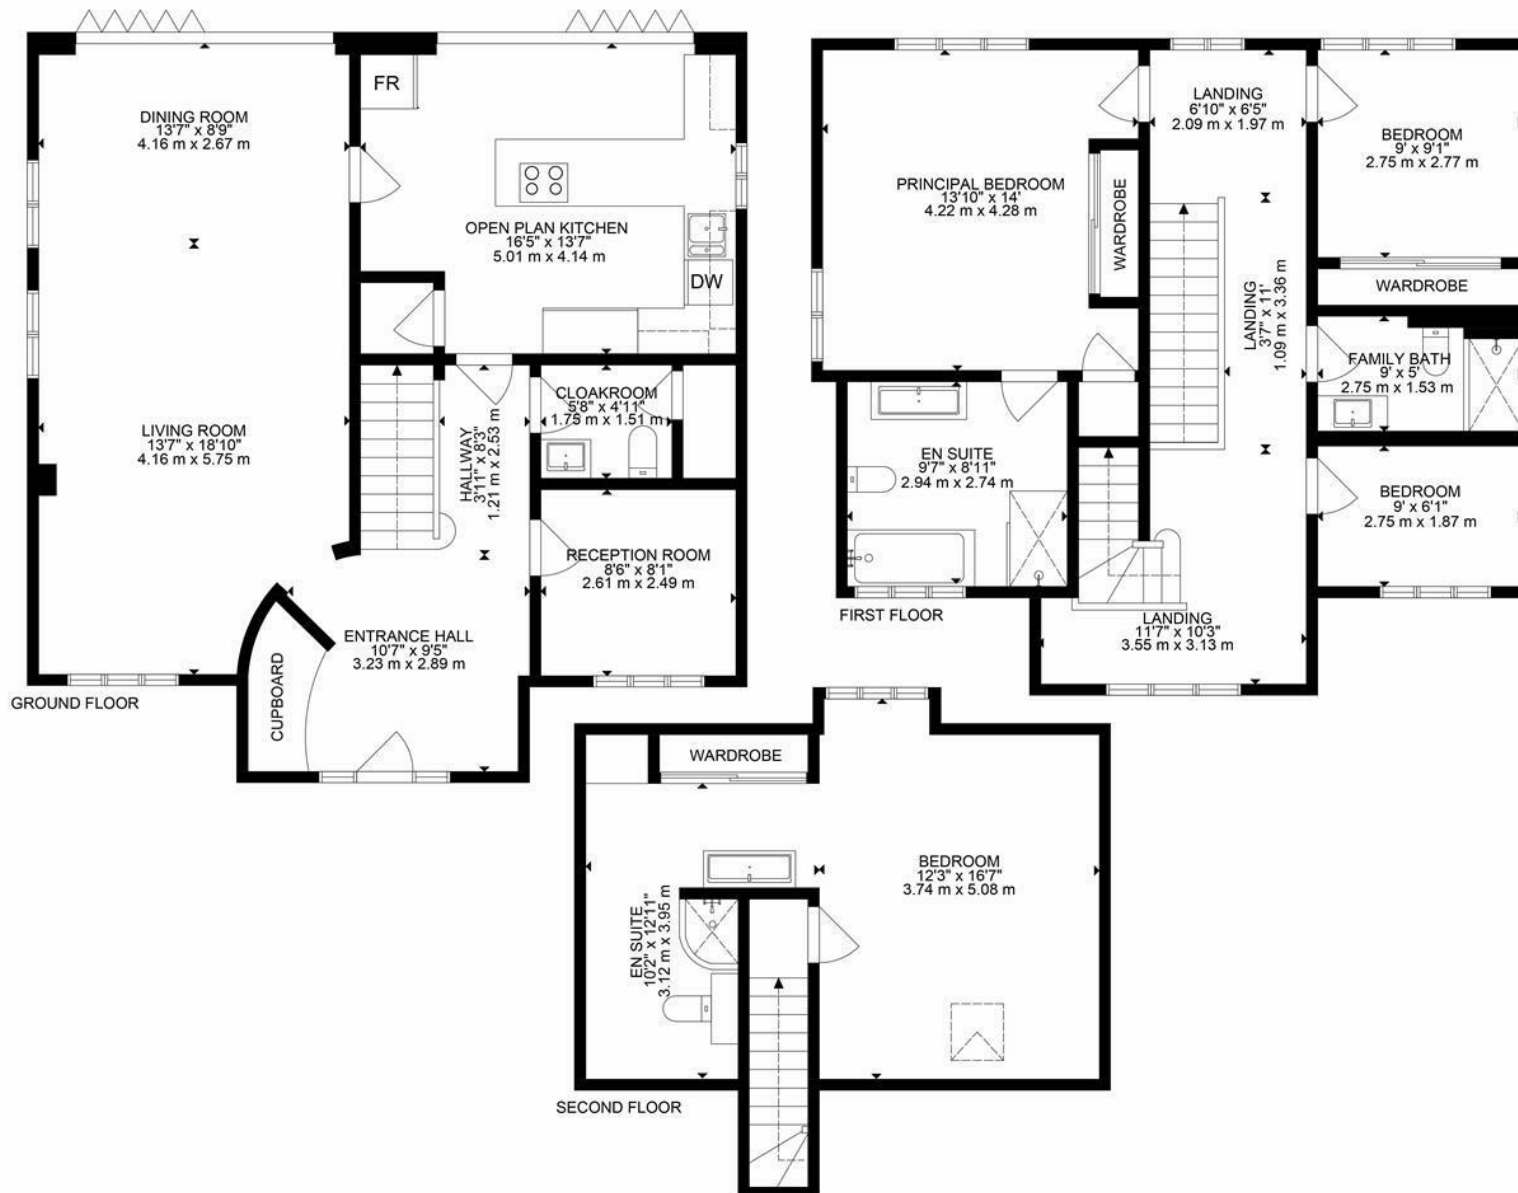 FR
DINING ROOM
13'7" x 8'9"
4.16 m x 2.67 m
OPEN PLAN KITCHEN
16'5" x 13'7"
5.01 m x 4.14 m
DW
LIVING ROOM
13'7" x 18'10"
4.16 m x 5.75 m
HALLWAY
3'11" x 8'3"
1.21 m x 2.53 m
CLOAKROOM
5'8" x 4'11"
1.75 m x 1.51 m
RECEPTION ROOM
8'6" x 8'1"
2.61 m x 2.49 m
ENTRANCE HALL
10'7" x 9'5"
3.23 m x 2.89 m
CUPBOARD
GROUND FLOOR
LANDING
6'10" x 6'5"
2.09 m x 1.97 m
BEDROOM
9' x 9'1"
2.75 m x 2.77 m
PRINCIPAL BEDROOM
13'10" x 14'
4.22 m x 4.28 m
WARDROBE
WARDROBE
LANDING
3'7" x 11'
1.09 m x 3.36 m
FAMILY BATH
9' x 5'
2.75 m x 1.53 m
EN SUITE
9'7" x 8'11"
2.94 m x 2.74 m
BEDROOM
9' x 6'1"
2.75 m x 1.87 m
LANDING
11'7" x 10'3"
3.55 m x 3.13 m
FIRST FLOOR
WARDROBE
BEDROOM
12'3" x 16'7"
3.74 m x 5.08 m
EN SUITE
10'2" x 12'11"
3.12 m x 3.95 m
SECOND FLOOR